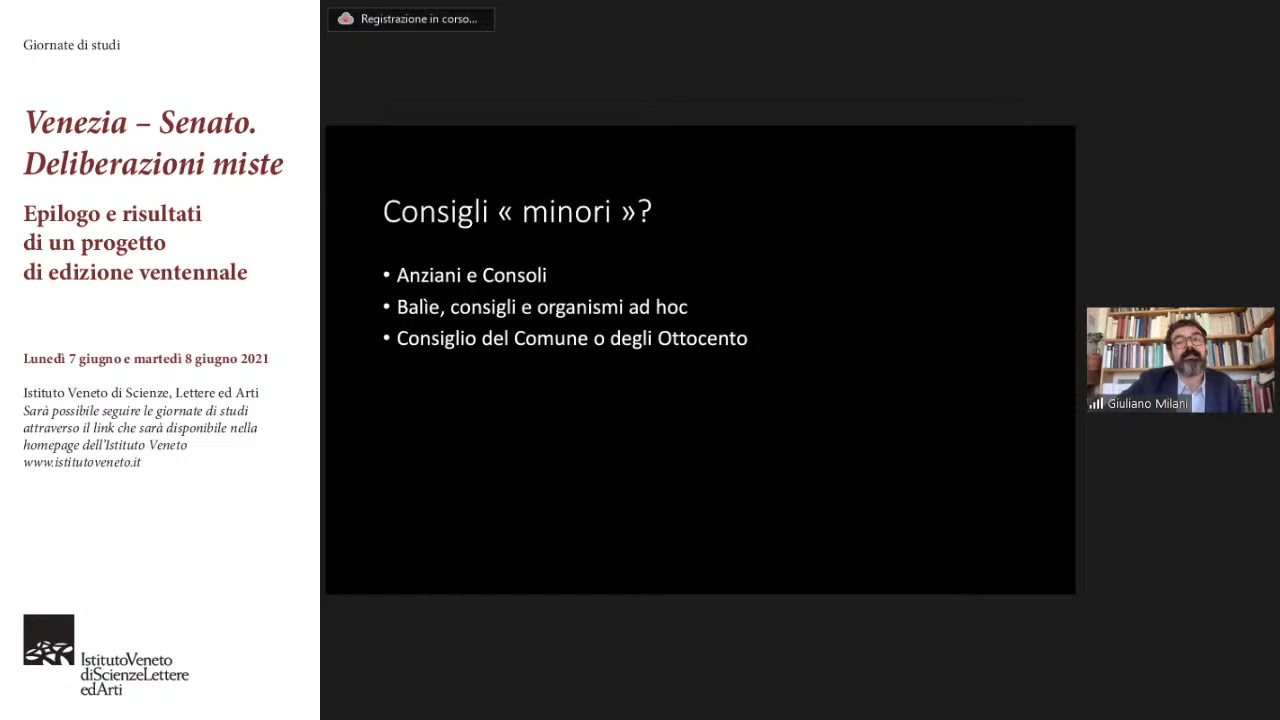 Giornate di studi
Venezia – Senato.
Deliberazioni miste
Epilogo e risultati
di un progetto
di edizione ventennale
Lunedì 7 giugno e martedì 8 giugno 2021
Istituto Veneto di Scienze, Lettere ed Arti
Sarà possibile seguire le giornate di studi
attraverso il link che sarà disponibile nella
homepage dell'Istituto Veneto
www.istitutoveneto.it
IstitutoVeneto
diScienzeLettere
edArti
Registrazione in corso...
Consigli « minori »?
• Anziani e Consoli
• Balìe, consigli e organismi ad hoc
• Consiglio del Comune o degli Ottocento
Giuliano Milani